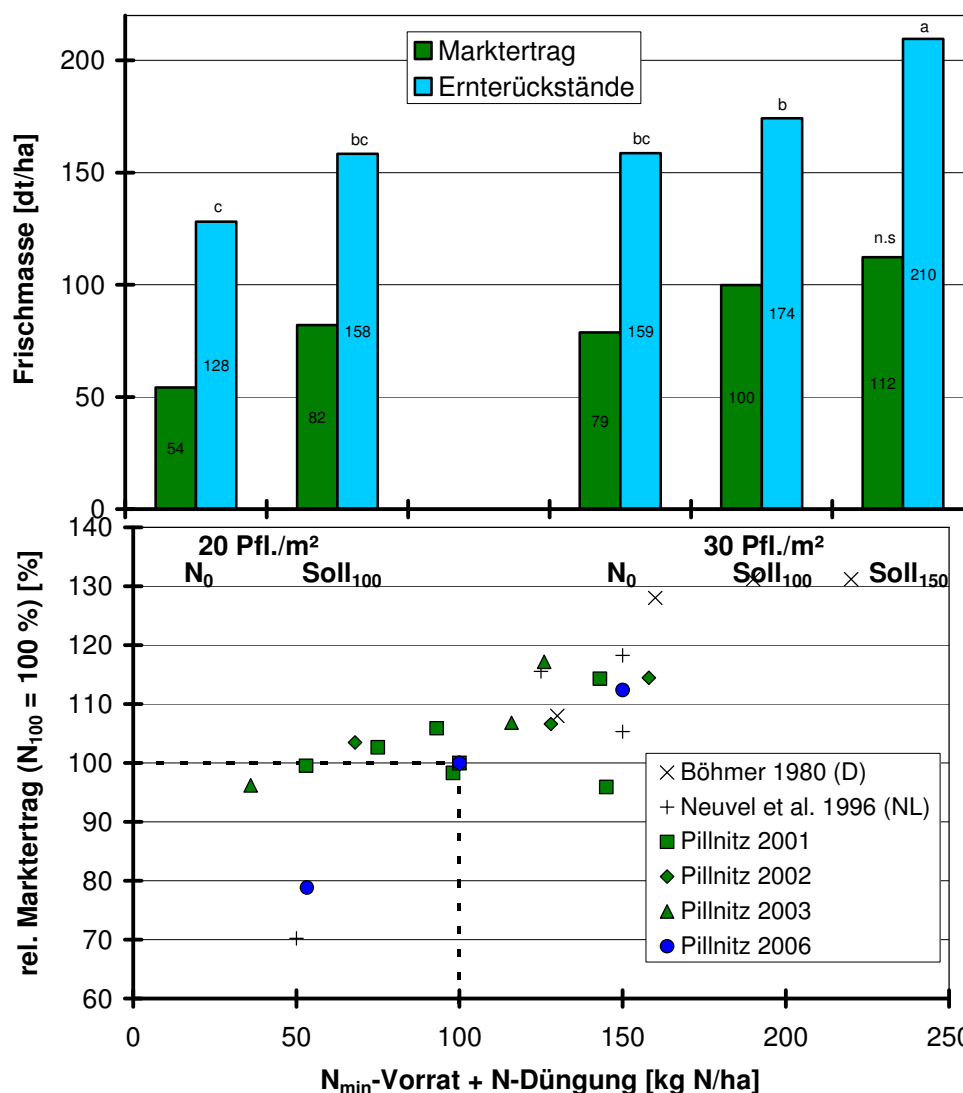 Frischmasse [dt/ha]
200
150
100
50
0
Marktertrag
Ernterückstände
c
bc
bc
b
n.s
a
54
128
82
158
79
159
100
174
112
210
20 Pfl./m²
30 Pfl./m²
N₀
Soll₁₀₀
N₀
Soll₁₀₀
Soll₁₅₀
rel. Marktertrag (N₁₀₀ = 100 %) [%]
140
130
120
110
100
90
80
70
60
Böhmer 1980 (D)
Neuvel et al. 1996 (NL)
Pillnitz 2001
Pillnitz 2002
Pillnitz 2003
Pillnitz 2006
0
50
100
150
200
250
Nₘᵢₙ-Vorrat + N-Düngung [kg N/ha]